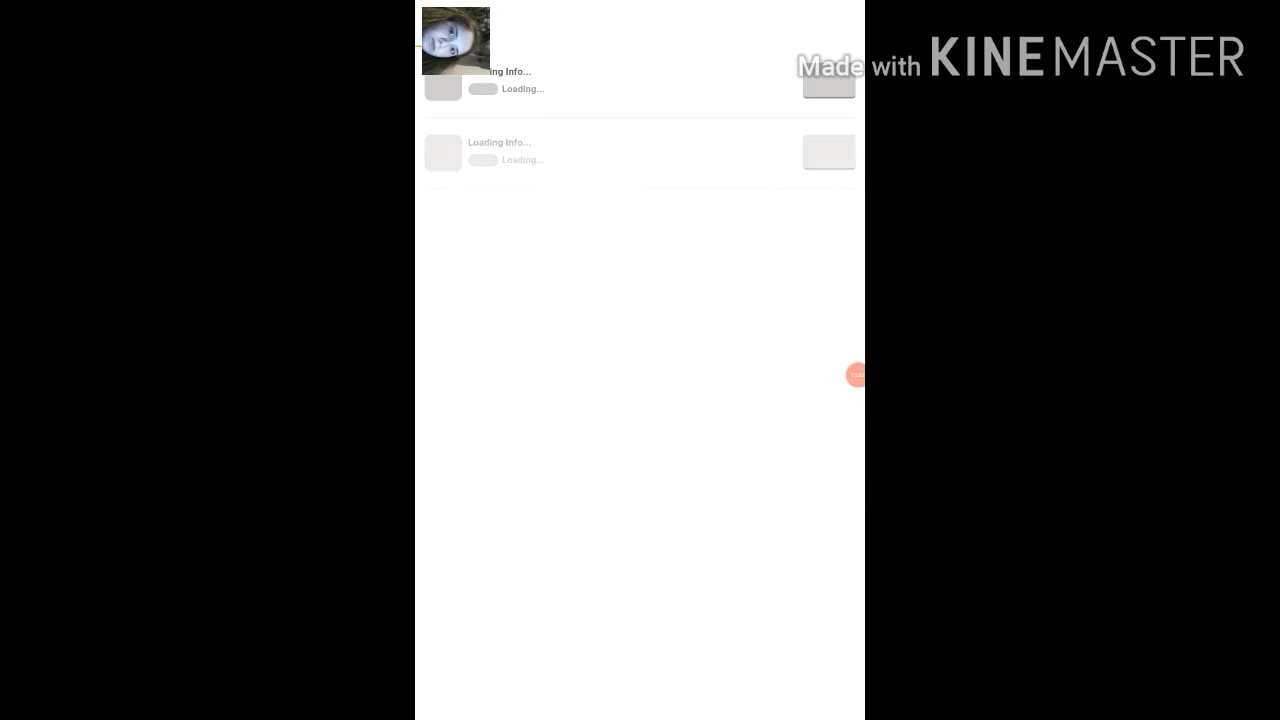 Made with KINEMASTER
ing Info...
Loading...
Loading Info...
Loading...